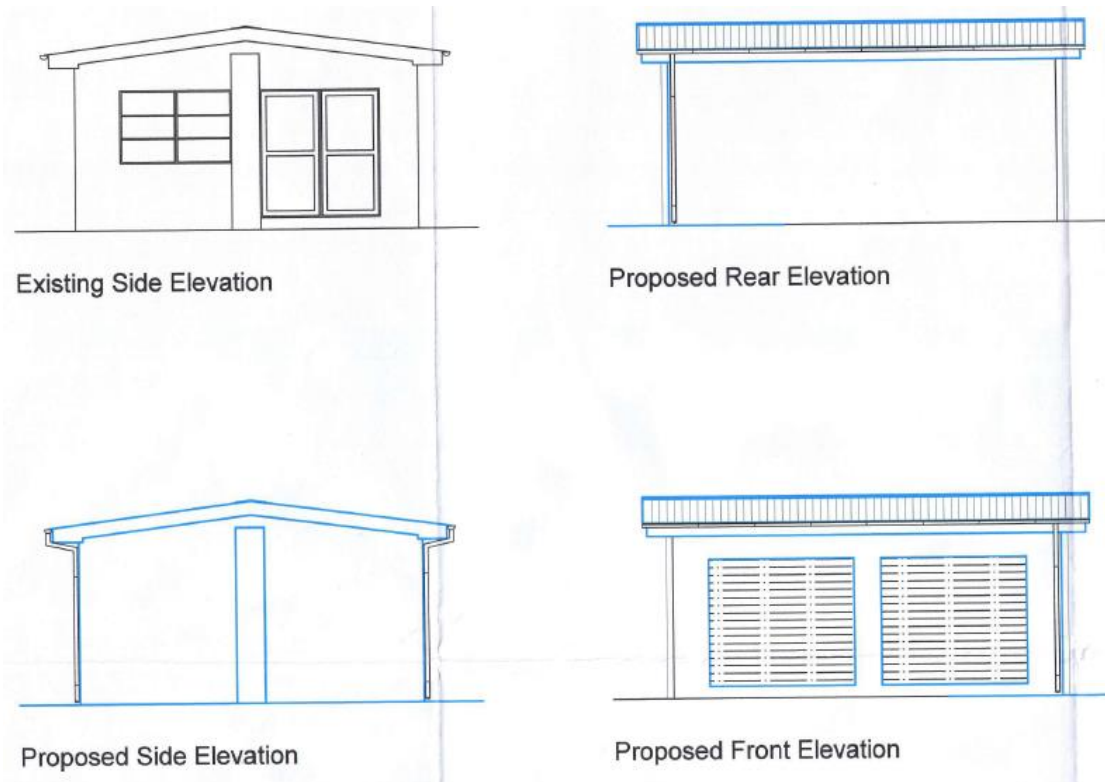 Existing Side Elevation
Proposed Rear Elevation
Proposed Side Elevation
Proposed Front Elevation